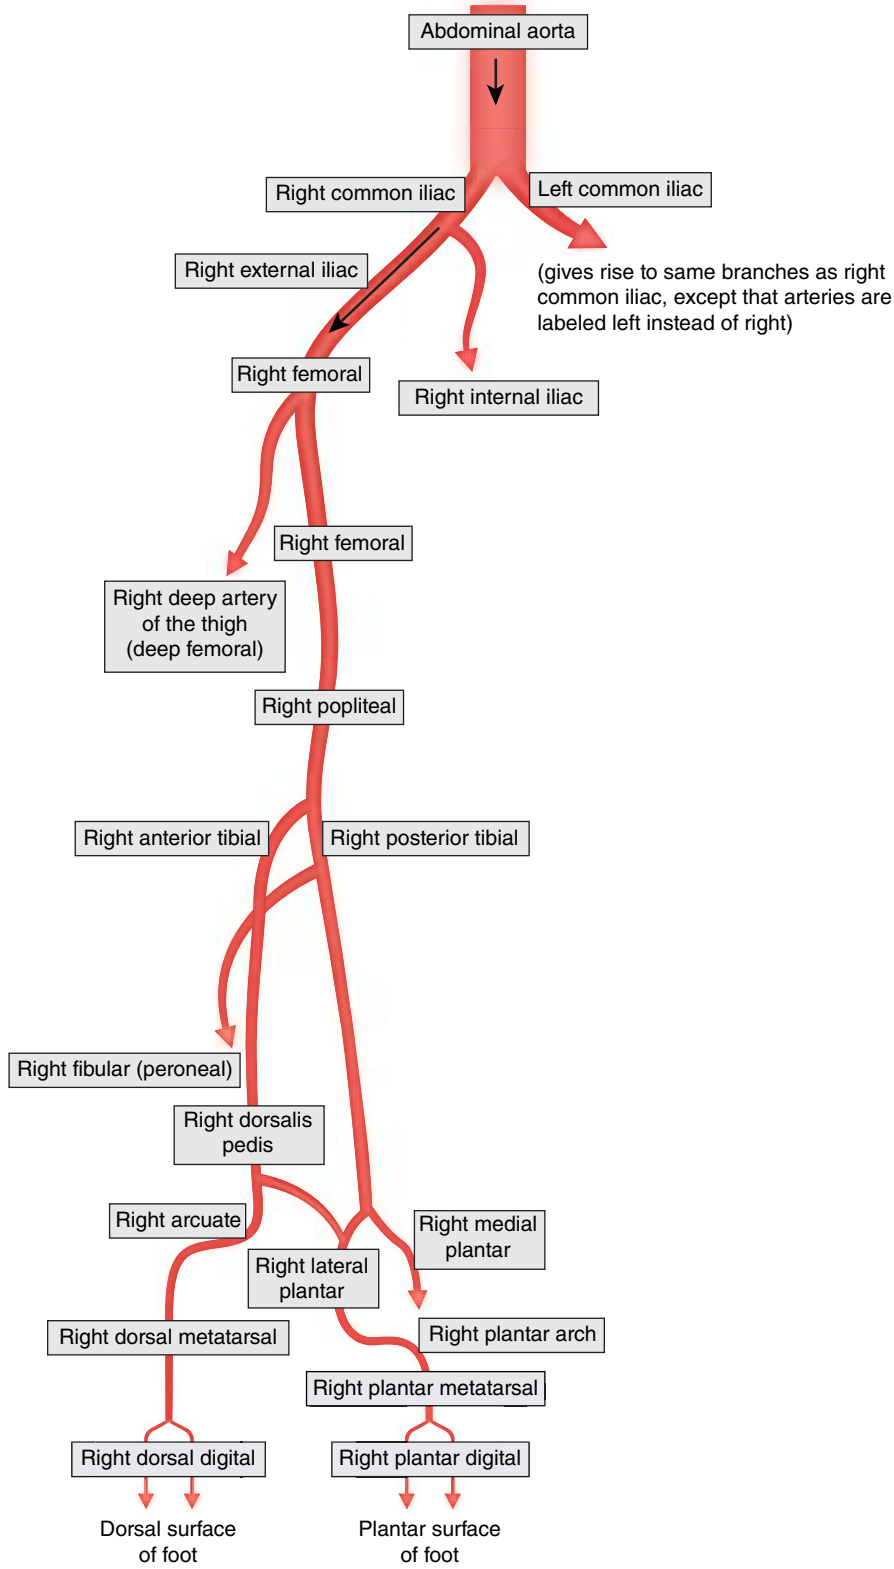 Abdominal aorta
Right common iliac
Left common iliac
Right external iliac
(gives rise to same branches as right
common iliac, except that arteries are
labeled left instead of right)
Right femoral
Right internal iliac
Right femoral
Right deep artery
of the thigh
(deep femoral)
Right popliteal
Right anterior tibial
Right posterior tibial
Right fibular (peroneal)
Right dorsalis
pedis
Right arcuate
Right medial
plantar
Right lateral
plantar
Right dorsal metatarsal
Right plantar arch
Right plantar metatarsal
Right dorsal digital
Right plantar digital
Dorsal surface
of foot
Plantar surface
of foot